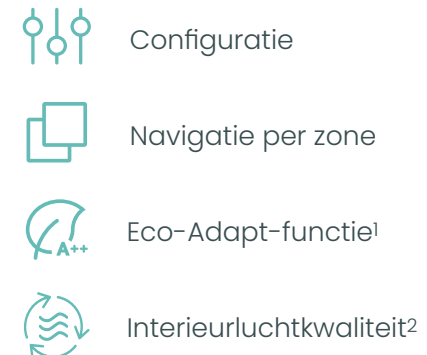 Configuratie
Navigatie per zone
A++
Eco-Adapt-functie¹
Interieurluchtkwaliteit²